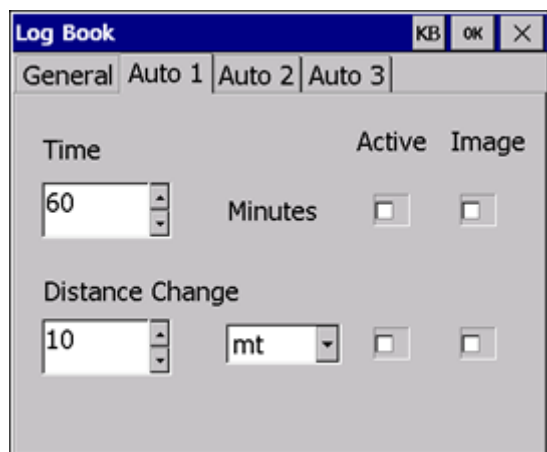 Log Book KB OK
General Auto 1 Auto 2 Auto 3
Time Active Image
60 Minutes
Distance Change
10 mt